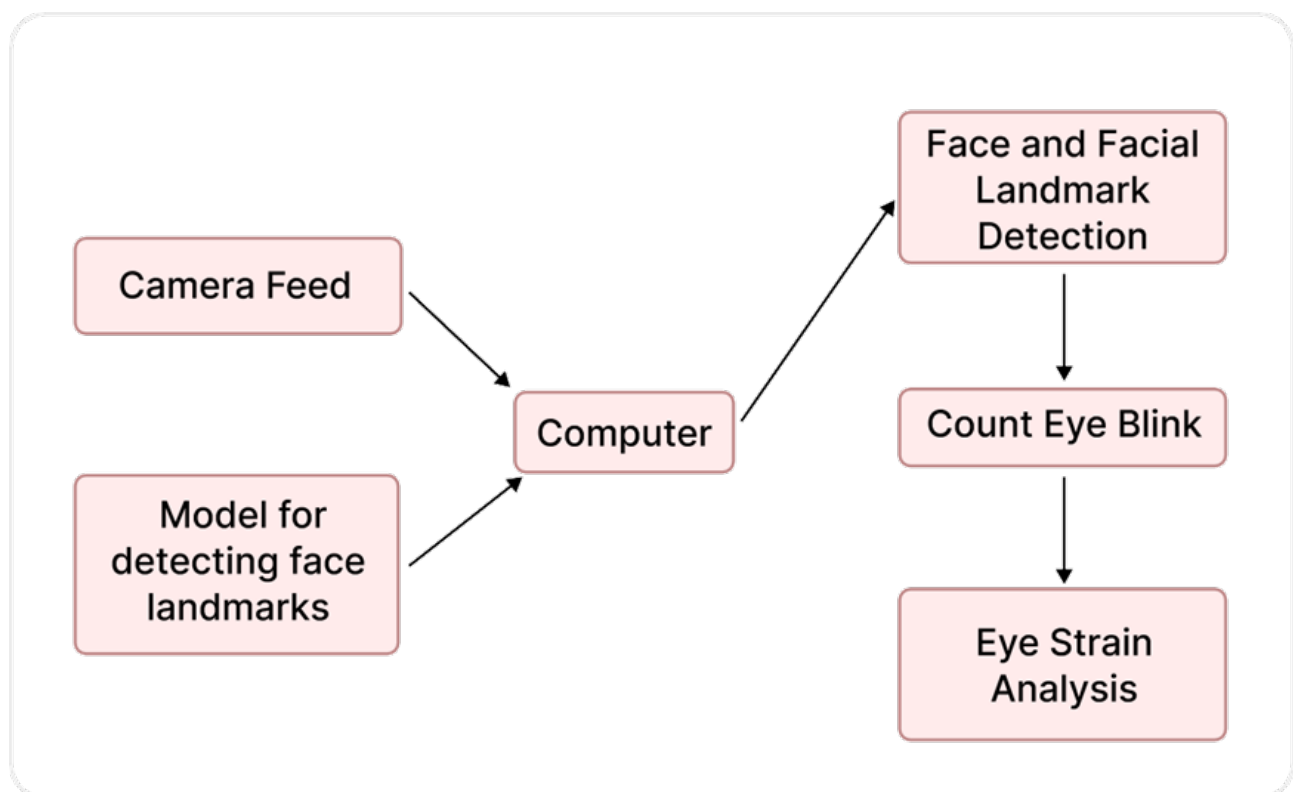 Camera Feed
Model for
detecting face
landmarks
Computer
Face and Facial
Landmark
Detection
Count Eye Blink
Eye Strain
Analysis